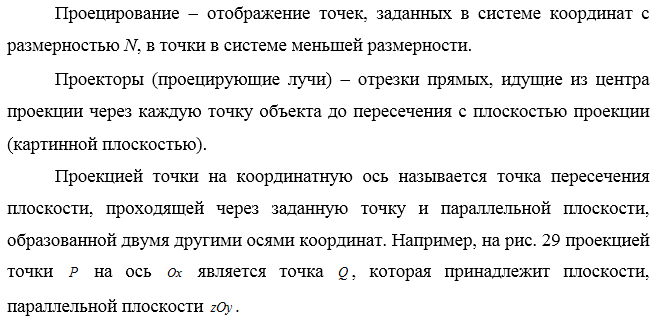 Проецирование – отображение точек, заданных в системе координат с
размерностью N, в точки в системе меньшей размерности.
Проекторы (проецирующие лучи) – отрезки прямых, идущие из центра
проекции через каждую точку объекта до пересечения с плоскостью проекции
(картинной плоскостью).
Проекцией точки на координатную ось называется точка пересечения
плоскости, проходящей через заданную точку и параллельной плоскости,
образованной двумя другими осями координат. Например, на рис. 29 проекцией
точки P на ось Ox является точка Q, которая принадлежит плоскости,
параллельной плоскости zOy.